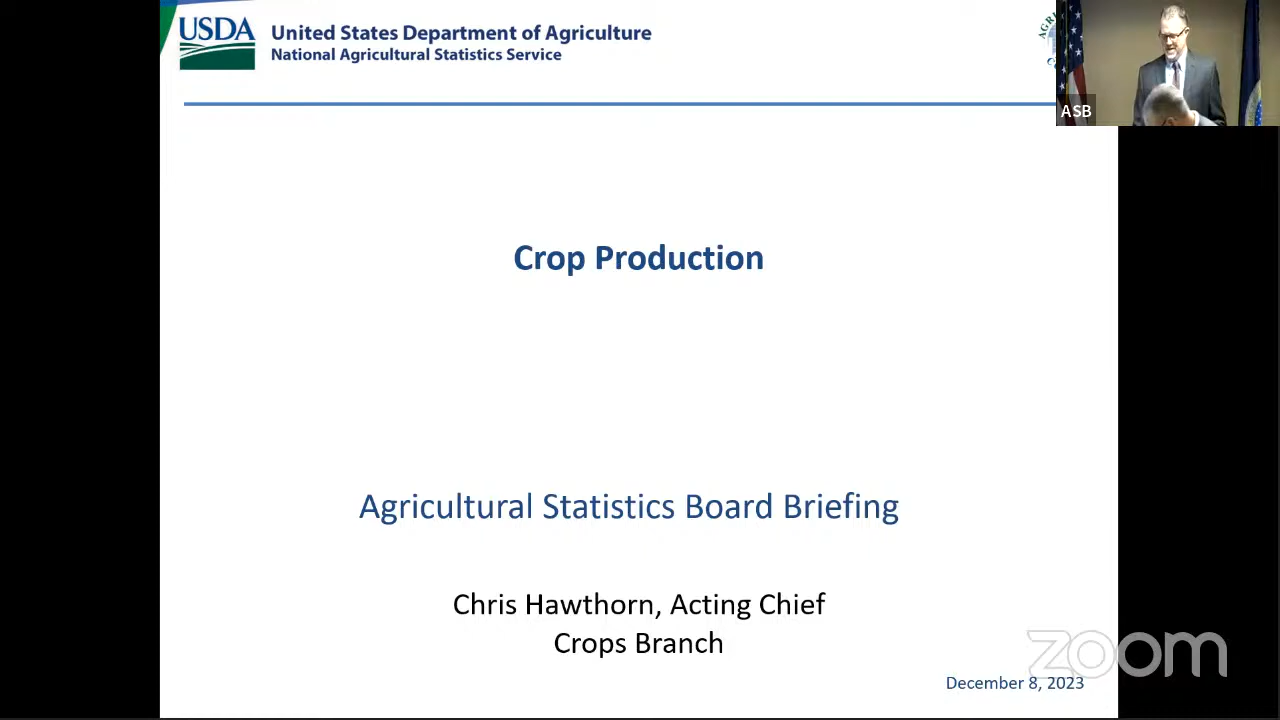 USDA
United States Department of Agriculture
National Agricultural Statistics Service
ASB
Crop Production
Agricultural Statistics Board Briefing
Chris Hawthorn, Acting Chief
Crops Branch
zoom
December 8, 2023